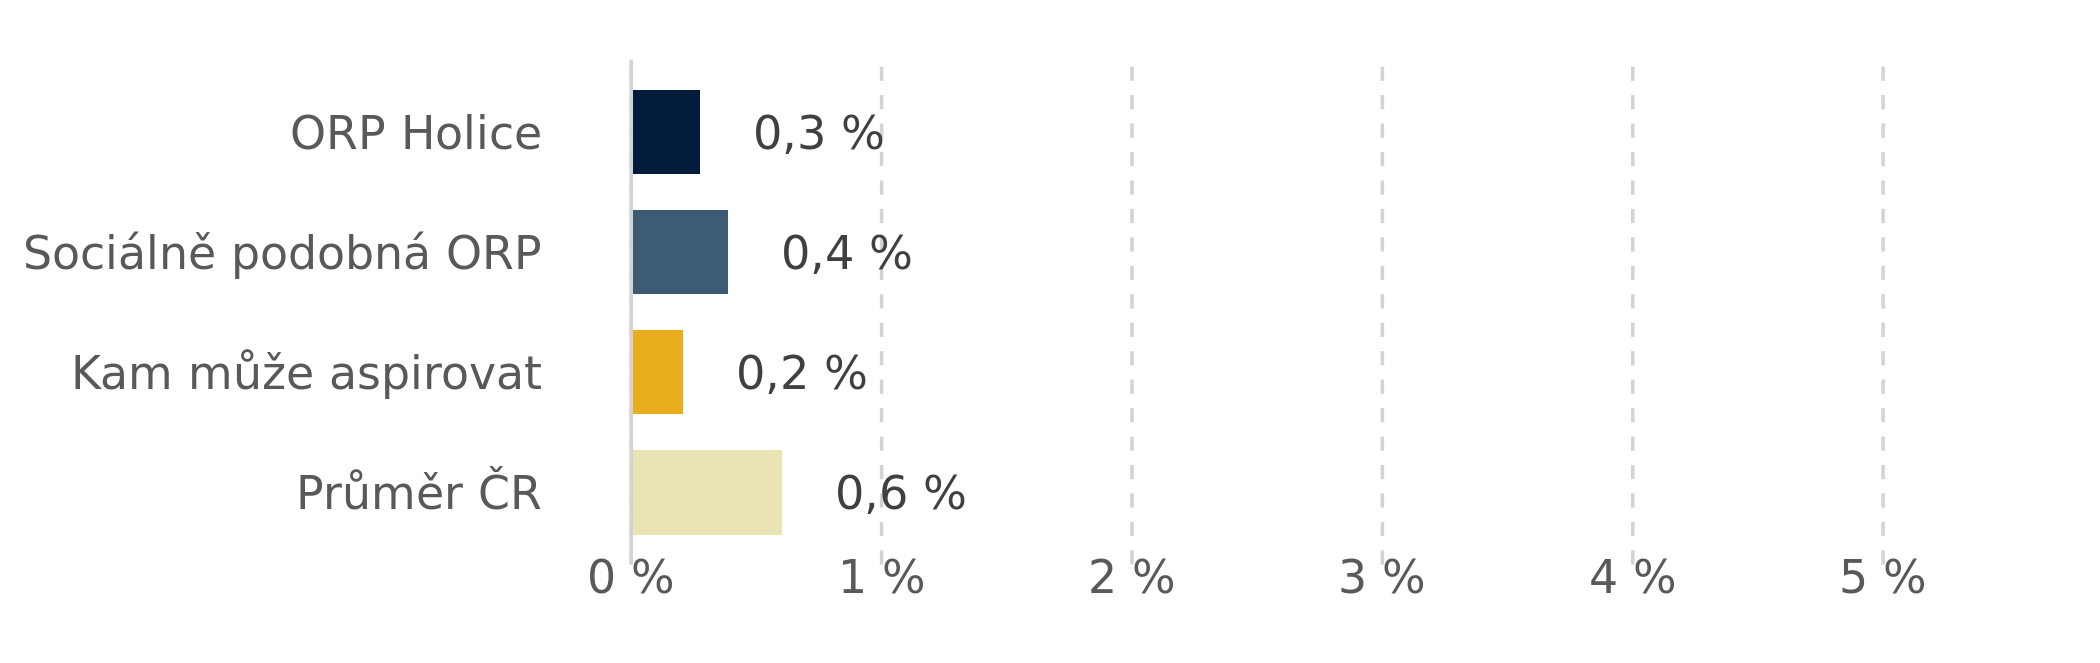 ORP Holice 0,3 %
Sociálně podobná ORP 0,4 %
Kam může aspirovat 0,2 %
Průměr ČR 0,6 %
0 % 1 % 2 % 3 % 4 % 5 %